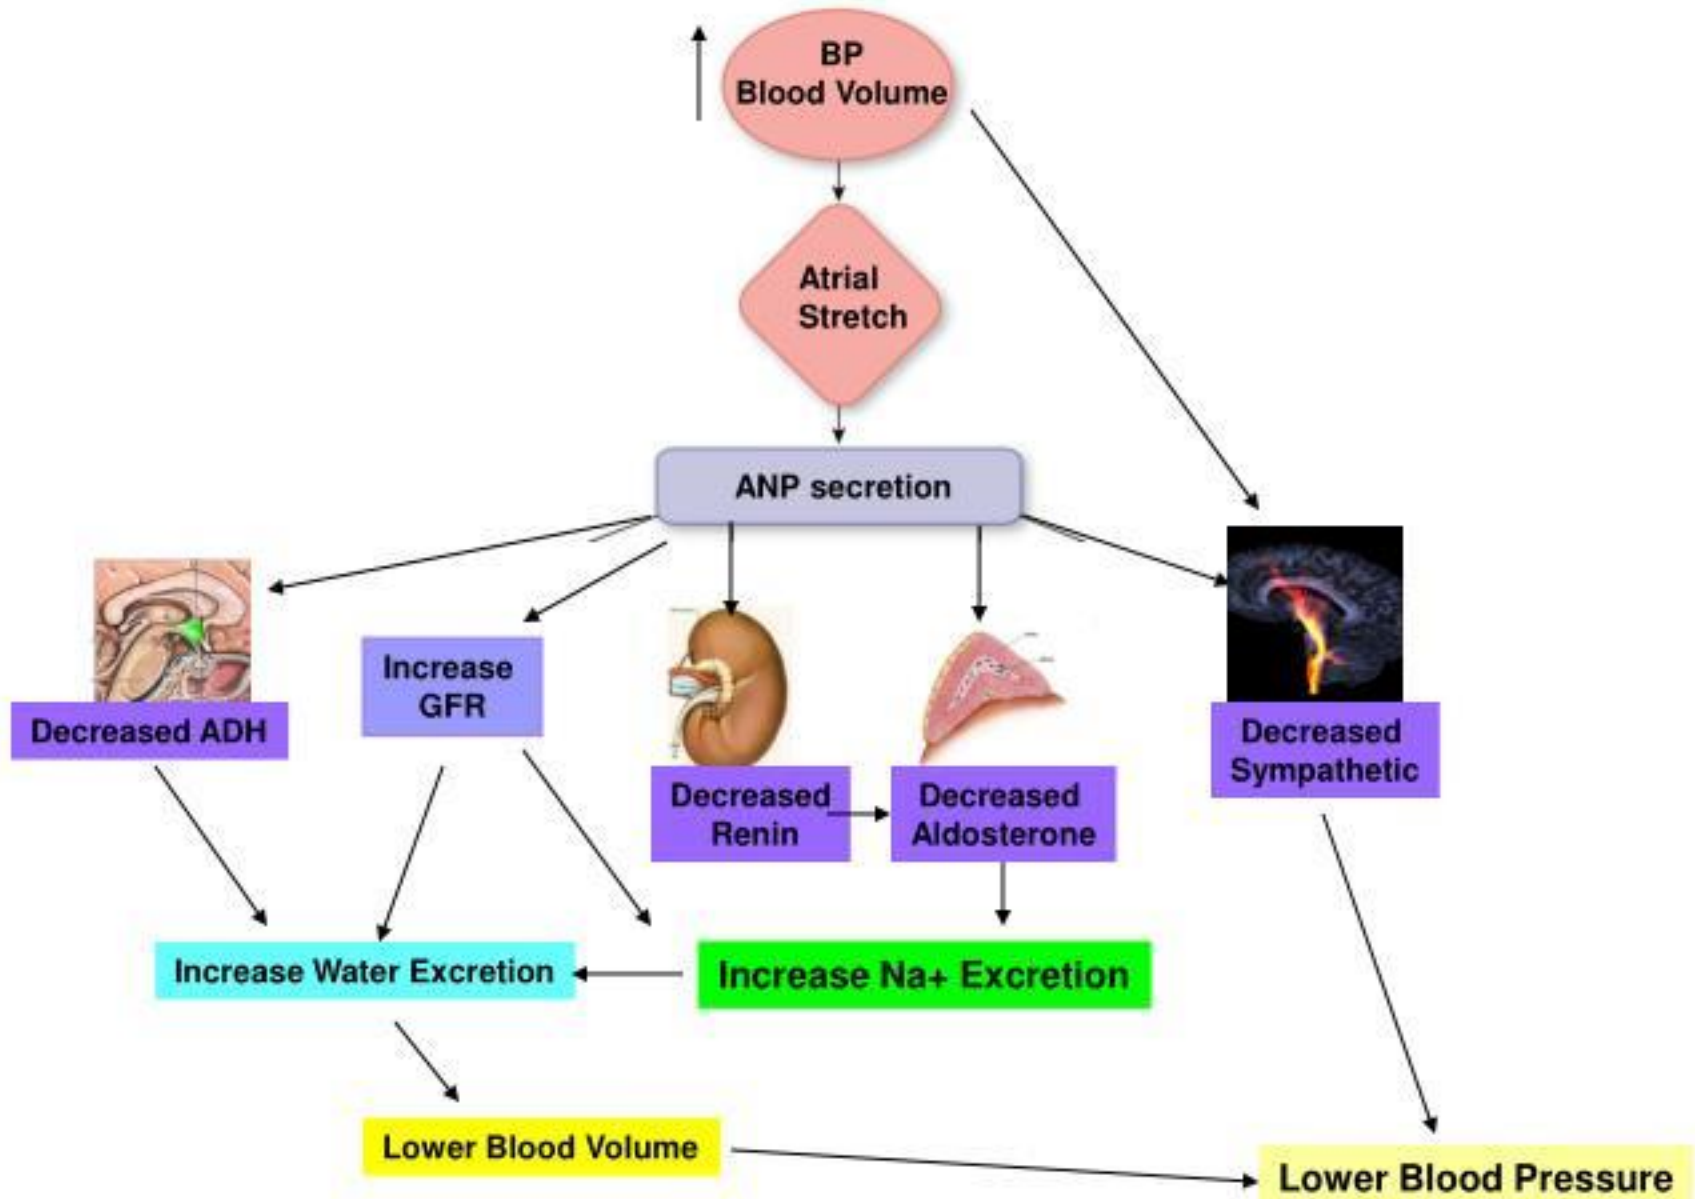 BP
Blood Volume
Atrial
Stretch
ANP secretion
Decreased ADH
Increase
GFR
Decreased
Renin
Decreased
Aldosterone
Decreased
Sympathetic
Increase Water Excretion
Increase Na+ Excretion
Lower Blood Volume
Lower Blood Pressure